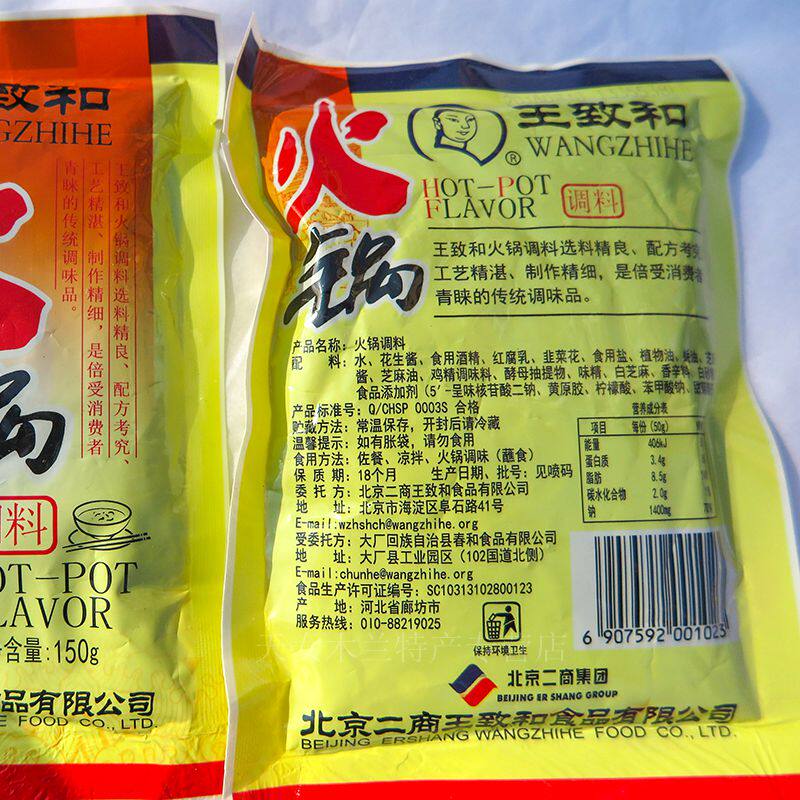 王致和
WANGZHIHE
王致和火锅调料选料精良、配方考究、
工艺精湛、制作精细，是倍受消费者
青睐的传统调味品。
火
锅
调料
HOT-POT
FLAVOR
含量:150g
食品有限公司
FOOD CO.,LTD.
火
锅
王致和
® WANGZHIHE
HOT-POT
FLAVOR
调料
王致和火锅调料选料精良、配方考究
工艺精湛、制作精细，是倍受消费者
青睐的传统调味品。
产品名称：火锅调料
配 料：水、花生酱、食用酒精、红腐乳、韭菜花、食用盐、植物油、
酱、芝麻油、鸡精调味料、酵母抽提物、味精、白芝麻、香辛料、
食品添加剂（5′-呈味核苷酸二钠、黄原胶、柠檬酸、苯甲酸钠、
产品标准号：Q/CHSP 0003S 合格
贮藏方法：常温保存，开封后请冷藏
温馨提示：如有胀袋，请勿食用
食用方法：佐餐、凉拌、火锅调味（蘸食）
保 质 期：18个月 生产日期、批号：见喷码
委 托 方：北京二商王致和食品有限公司
地 址：北京市海淀区阜石路41号
E-mail:wzhshch@wangzhihe.org
受委托方：大厂回族自治县春和食品有限公司
地 址：大厂县工业园区（102国道北侧）
E-mail:chunhe@wangzhihe.org
食品生产许可证编号：SC10313102800123
产 地：河北省廊坊市
服务热线：010-88219025
营养成分表
项目 每份(50g)
能量 406kJ
蛋白质 3.4g
脂肪 8.5g
碳水化合物 2.0g
钠 1400mg
保持环境卫生
6 907592 001023
北京二商集团
BEIJING ER SHANG GROUP
北京二商王致和食品有限公司
BEIJING ERSHANG WANGZHIHE FOOD CO., LTD.